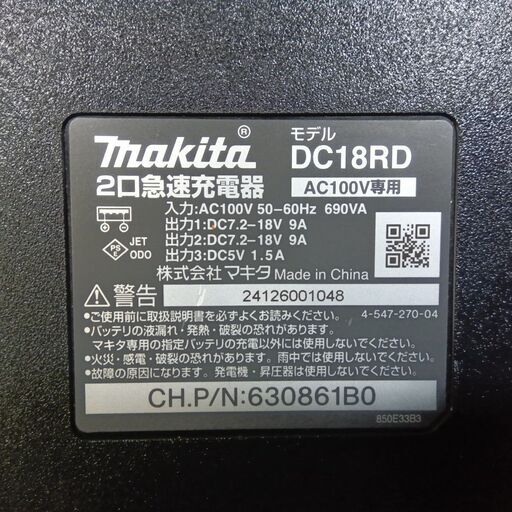 makita® モデル DC18RD
2口急速充電器 AC100V専用
入力:AC100V 50-60Hz 690VA
出力1:DC7.2-18V 9A
出力2:DC7.2-18V 9A
出力3:DC5V 1.5A
PS E JET ODO
株式会社マキタ Made in China
⚠警告 24126001048
●ご使用前に取扱説明書を必ずよくお読みください。 4-547-270-04
●バッテリの液漏れ・発熱・破裂の恐れがあります。
マキタ専用の指定バッテリの充電以外には使用しないでください。
●火災・感電・破裂の恐れがあります。雨中では使用しないでください。
●故障の原因になります。発電機・昇圧器は使用しないでください。
CH.P/N:630861B0
850E33B3